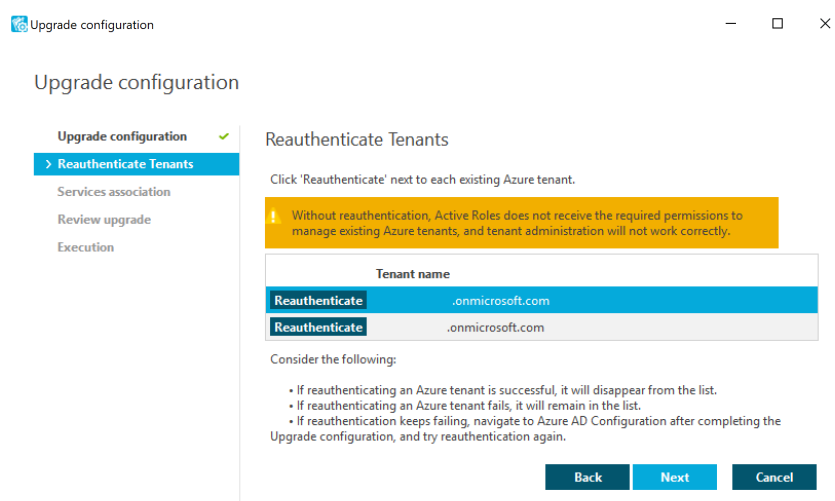 Upgrade configuration
Upgrade configuration
Upgrade configuration
Reauthenticate Tenants
Services association
Review upgrade
Execution
Reauthenticate Tenants
Click 'Reauthenticate' next to each existing Azure tenant.
Without reauthentication, Active Roles does not receive the required permissions to
manage existing Azure tenants, and tenant administration will not work correctly.
Tenant name
Reauthenticate .onmicrosoft.com
Reauthenticate .onmicrosoft.com
Consider the following:
• If reauthenticating an Azure tenant is successful, it will disappear from the list.
• If reauthenticating an Azure tenant fails, it will remain in the list.
• If reauthentication keeps failing, navigate to Azure AD Configuration after completing the
Upgrade configuration, and try reauthentication again.
Back Next Cancel